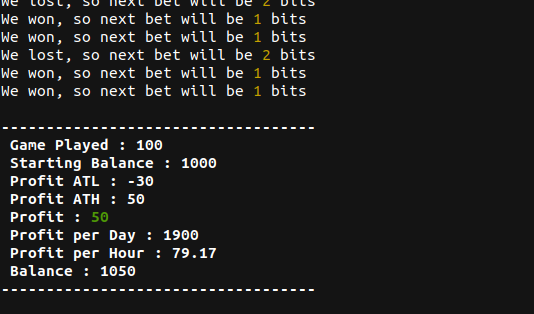 We lost, so next bet will be 2 bits
We won, so next bet will be 1 bits
We won, so next bet will be 1 bits
We lost, so next bet will be 2 bits
We won, so next bet will be 1 bits
We won, so next bet will be 1 bits
-----------------------------------
Game Played : 100
Starting Balance : 1000
Profit ATL : -30
Profit ATH : 50
Profit : 50
Profit per Day : 1900
Profit per Hour : 79.17
Balance : 1050
-----------------------------------